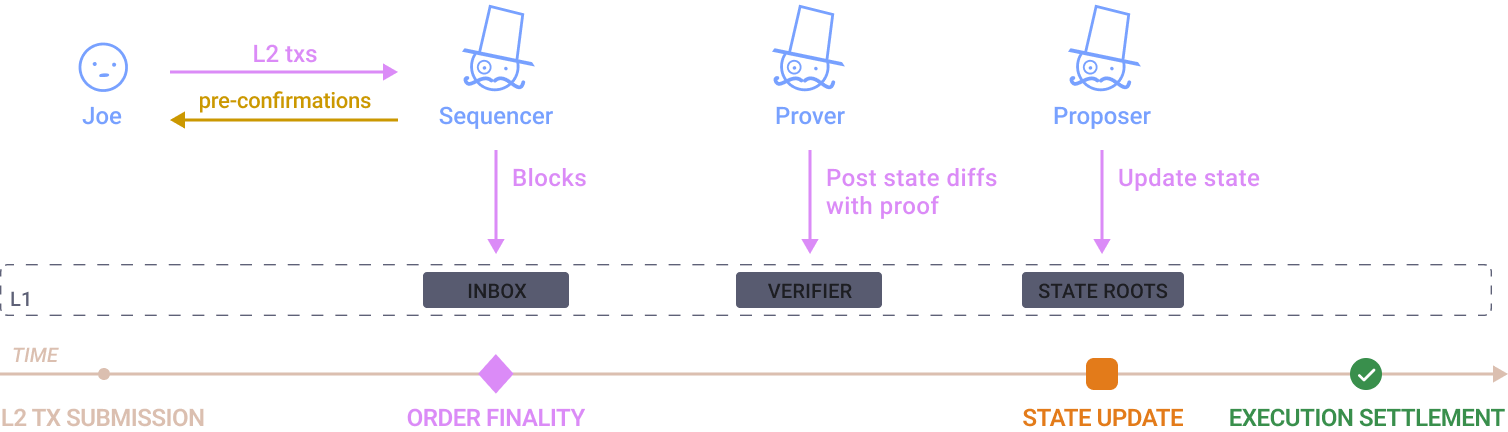 L2 txs
pre-confirmations
Joe
Sequencer
Prover
Proposer
Blocks
Post state diffs
with proof
Update state
L1
INBOX
VERIFIER
STATE ROOTS
TIME
L2 TX SUBMISSION
ORDER FINALITY
STATE UPDATE
EXECUTION SETTLEMENT